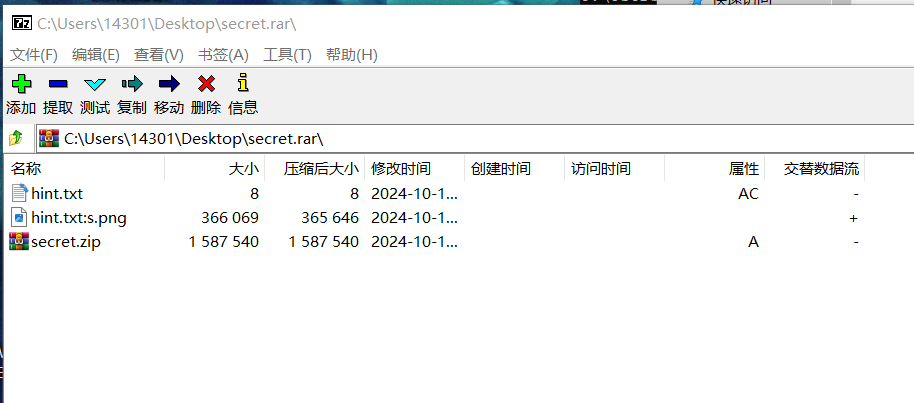 C:\Users\14301\Desktop\secret.rar\
文件(F) 编辑(E) 查看(V) 书签(A) 工具(T) 帮助(H)
添加 提取 测试 复制 移动 删除 信息
C:\Users\14301\Desktop\secret.rar\
名称 大小 压缩后大小 修改时间 创建时间 访问时间 属性 交替数据流
hint.txt 8 8 2024-10-1... AC -
hint.txt:s.png 366 069 365 646 2024-10-1... +
secret.zip 1 587 540 1 587 540 2024-10-1... A -